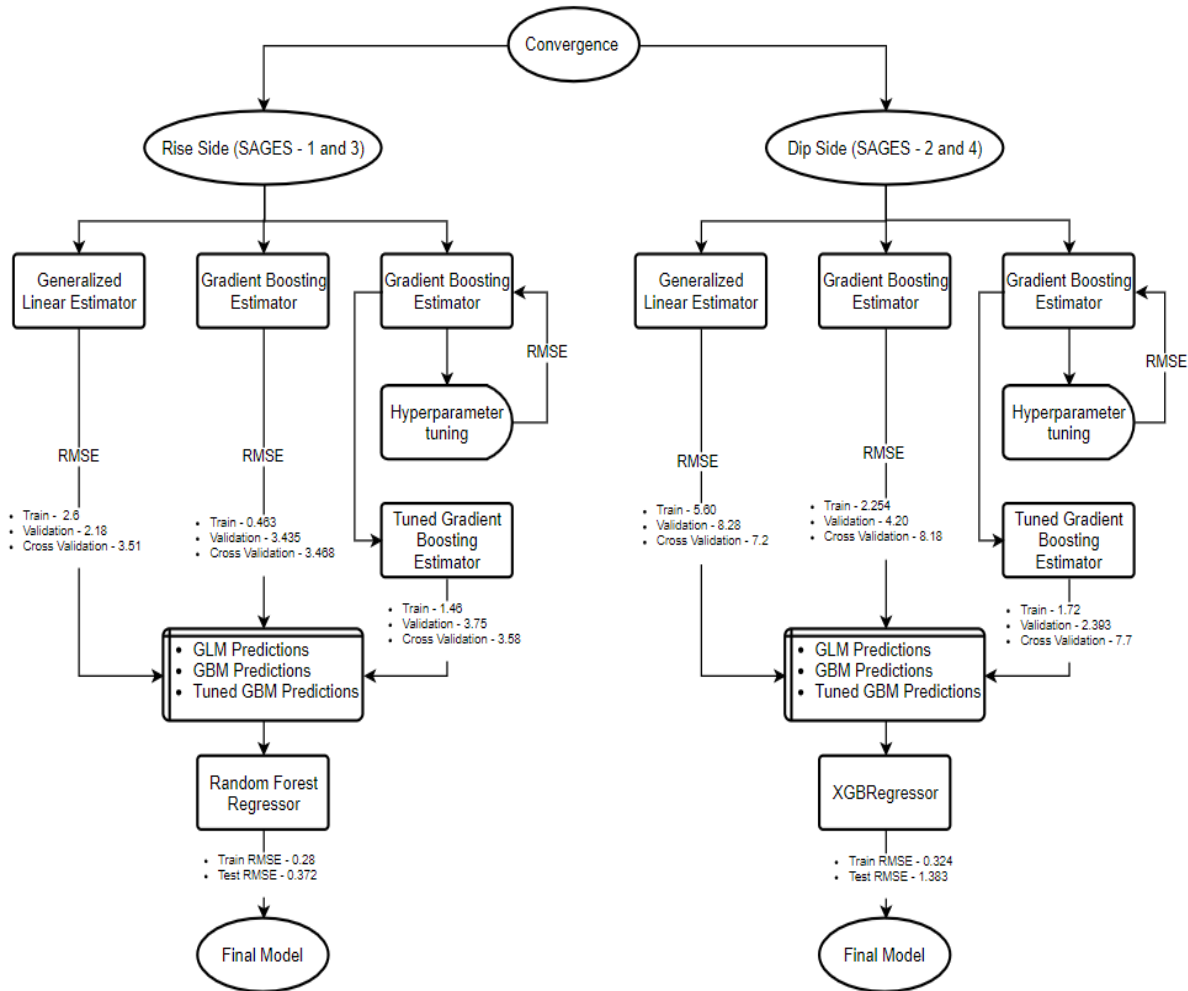 Convergence
Rise Side (SAGES - 1 and 3)
Dip Side (SAGES - 2 and 4)
Generalized
Linear Estimator
Gradient Boosting
Estimator
Gradient Boosting
Estimator
RMSE
Hyperparameter
tuning
RMSE
• Train - 2.6
• Validation - 2.18
• Cross Validation - 3.51
RMSE
• Train - 0.463
• Validation - 3.435
• Cross Validation - 3.468
Tuned Gradient
Boosting
Estimator
• Train - 1.46
• Validation - 3.75
• Cross Validation - 3.58
• GLM Predictions
• GBM Predictions
• Tuned GBM Predictions
Random Forest
Regressor
• Train RMSE - 0.28
• Test RMSE - 0.372
Final Model
Generalized
Linear Estimator
Gradient Boosting
Estimator
Gradient Boosting
Estimator
RMSE
Hyperparameter
tuning
RMSE
• Train - 5.60
• Validation - 8.28
• Cross Validation - 7.2
RMSE
• Train - 2.254
• Validation - 4.20
• Cross Validation - 8.18
Tuned Gradient
Boosting
Estimator
• Train - 1.72
• Validation - 2.393
• Cross Validation - 7.7
• GLM Predictions
• GBM Predictions
• Tuned GBM Predictions
XGBRegressor
• Train RMSE - 0.324
• Test RMSE - 1.383
Final Model